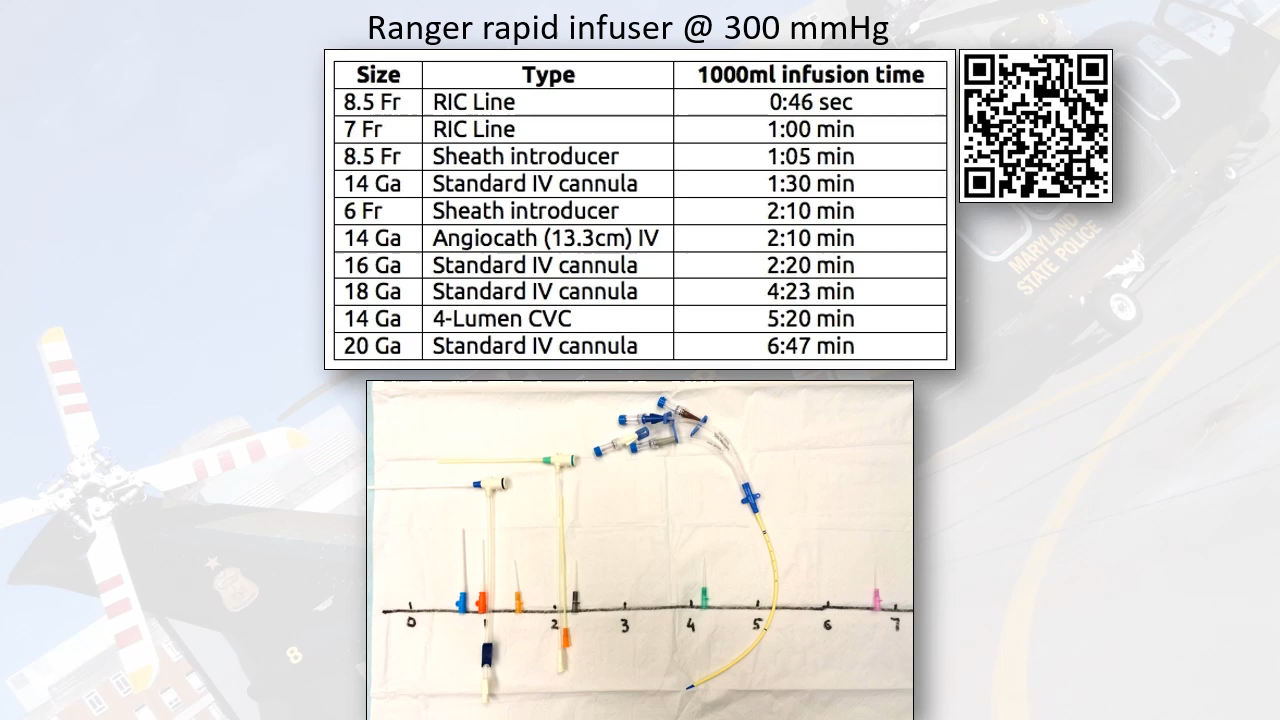 Ranger rapid infuser @ 300 mmHg
Size Type 1000ml infusion time
8.5 Fr RIC Line 0:46 sec
7 Fr RIC Line 1:00 min
8.5 Fr Sheath introducer 1:05 min
14 Ga Standard IV cannula 1:30 min
6 Fr Sheath introducer 2:10 min
14 Ga Angiocath (13.3cm) IV 2:10 min
16 Ga Standard IV cannula 2:20 min
18 Ga Standard IV cannula 4:23 min
14 Ga 4-Lumen CVC 5:20 min
20 Ga Standard IV cannula 6:47 min
MARYLAND
STATE POLICE
8
8
0 1 2 3 4 5 6 7